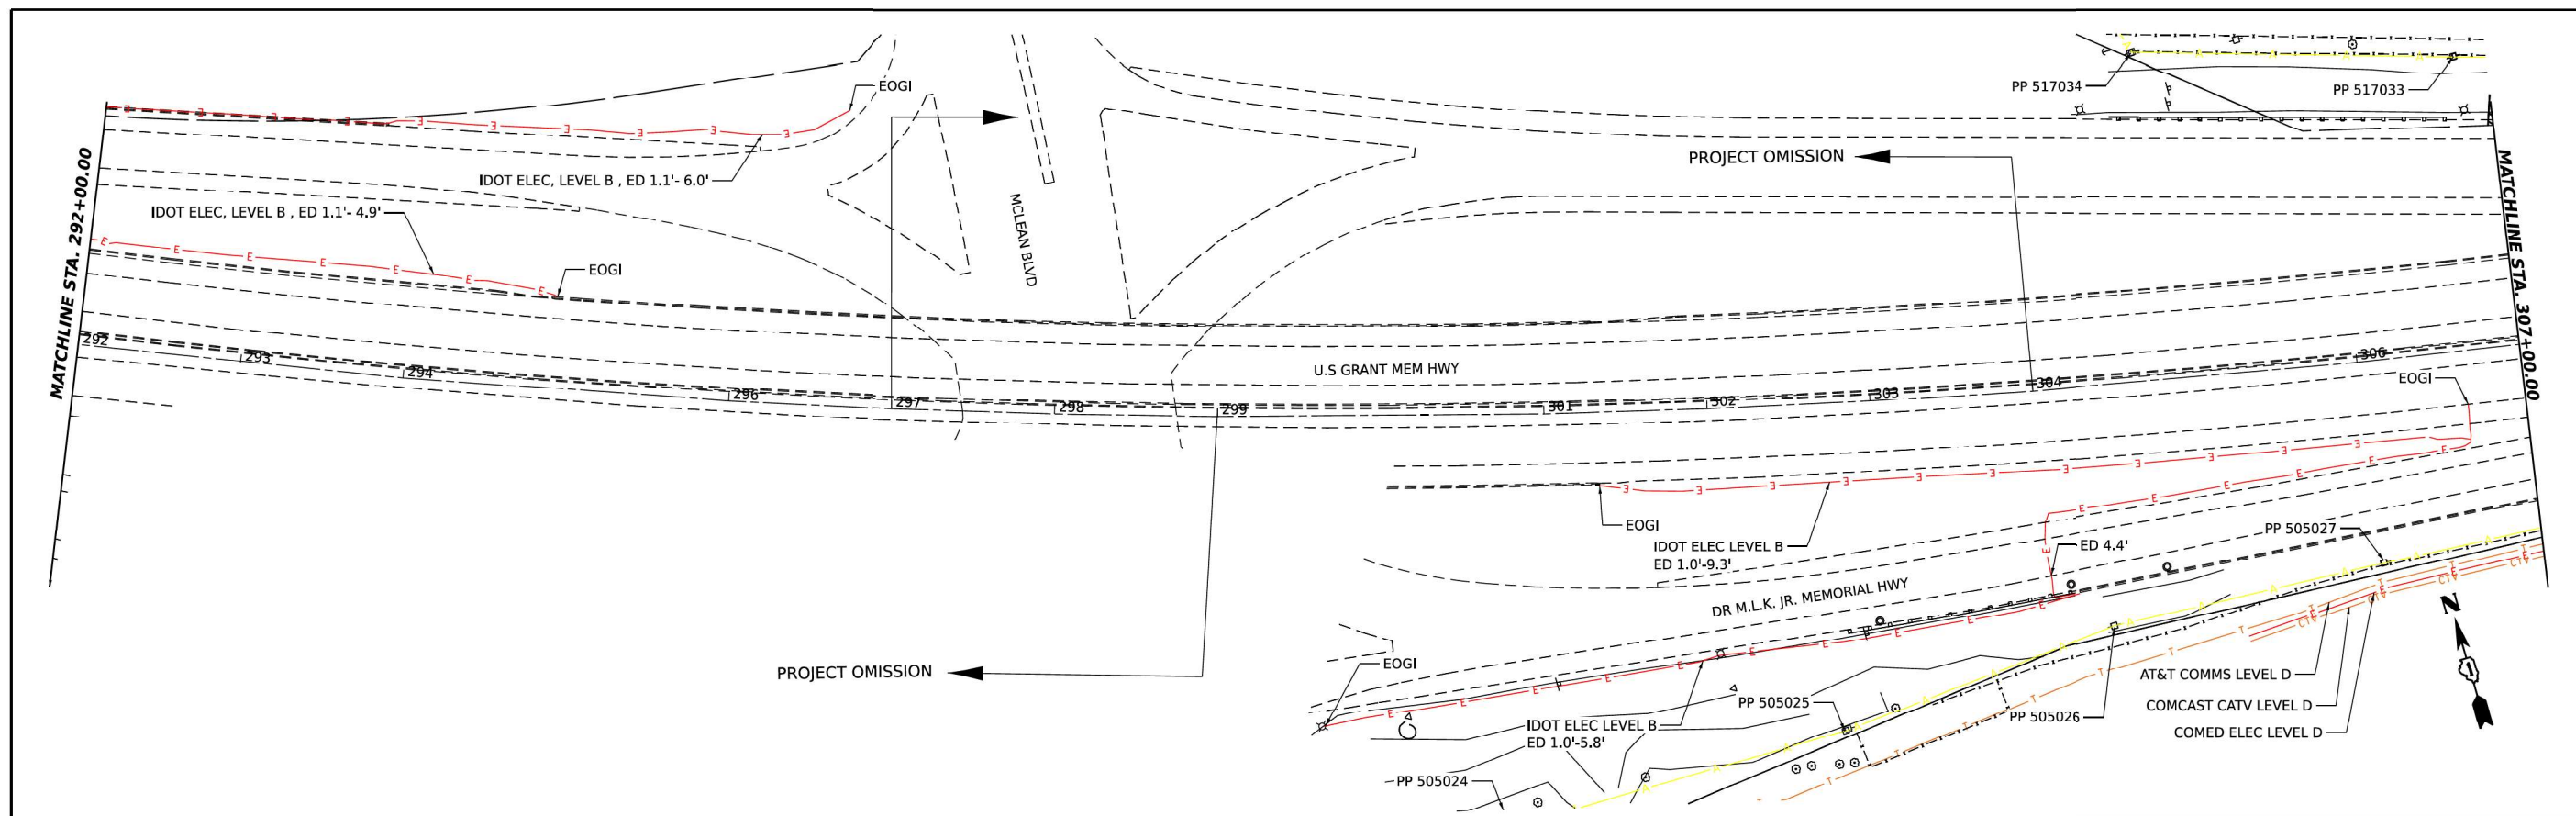 PP 517034
PP 517033
EOGI
MATCHLINE STA. 292+00.00
IDOT ELEC, LEVEL B , ED 1.1'- 6.0'
IDOT ELEC, LEVEL B , ED 1.1'- 4.9'
EOGI
MCLEAN BLVD
PROJECT OMISSION
MATCHLINE STA. 307+00.00
U.S GRANT MEM HWY
292
293
294
296
297
298
299
301
302
303
304
306
EOGI
EOGI
IDOT ELEC LEVEL B
ED 1.0'-9.3'
ED 4.4'
PP 505027
DR M.L.K. JR. MEMORIAL HWY
N
PROJECT OMISSION
EOGI
AT&T COMMS LEVEL D
COMCAST CATV LEVEL D
COMED ELEC LEVEL D
PP 505025
PP 505026
IDOT ELEC LEVEL B
ED 1.0'-5.8'
PP 505024
E
A
T
CTV